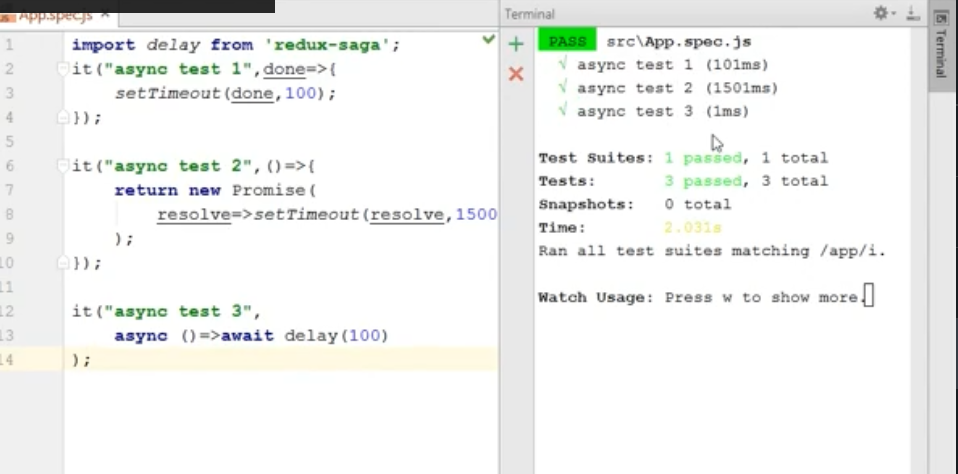 App.spec.js
1 import delay from 'redux-saga';
2 it("async test 1",done=>{
3 setTimeout(done,100);
4 });
5
6 it("async test 2",()=>{
7 return new Promise(
8 resolve=>setTimeout(resolve,1500
9 );
10 });
11
12 it("async test 3",
13 async ()=>await delay(100)
14 );
Terminal
PASS src\App.spec.js
√ async test 1 (101ms)
√ async test 2 (1501ms)
√ async test 3 (1ms)
Test Suites: 1 passed, 1 total
Tests: 3 passed, 3 total
Snapshots: 0 total
Time: 2.031s
Ran all test suites matching /app/i.
Watch Usage: Press w to show more.
Terminal